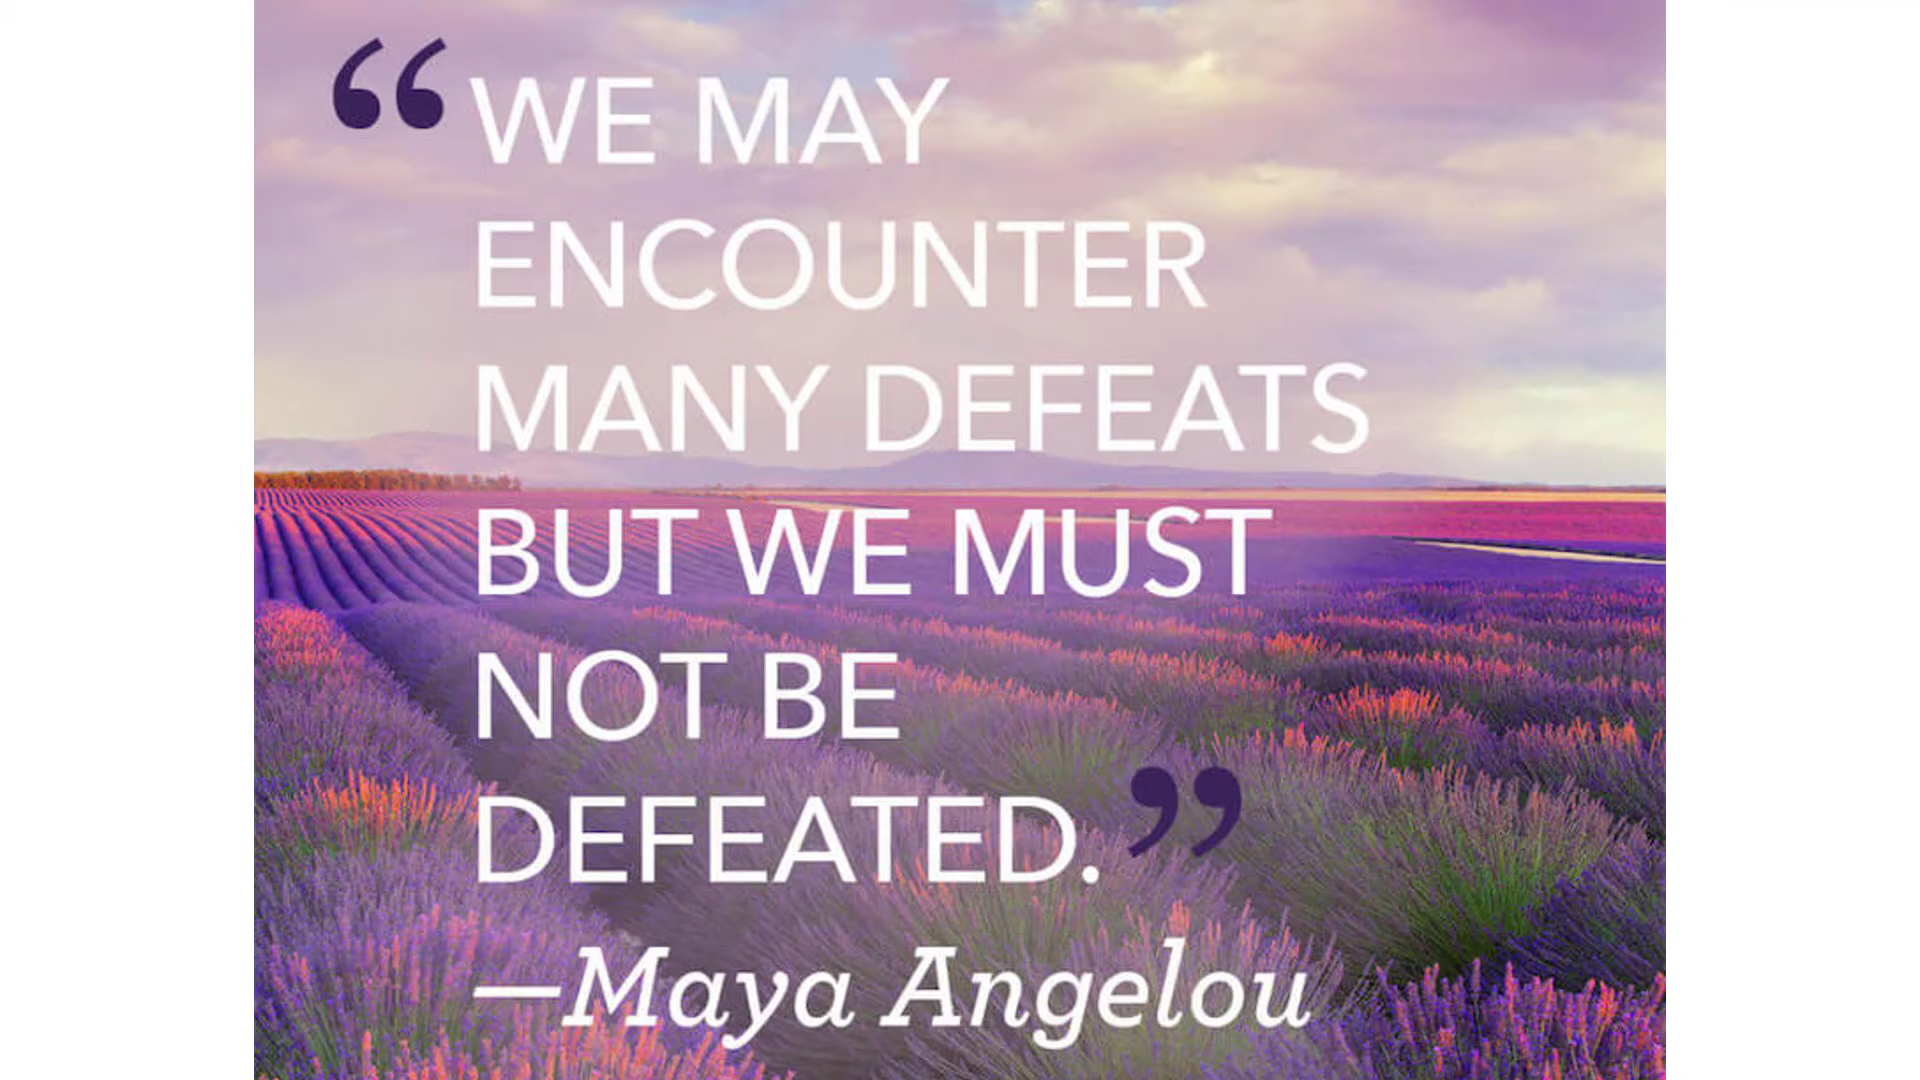 “WE MAY
ENCOUNTER
MANY DEFEATS
BUT WE MUST
NOT BE
DEFEATED.”
—Maya Angelou